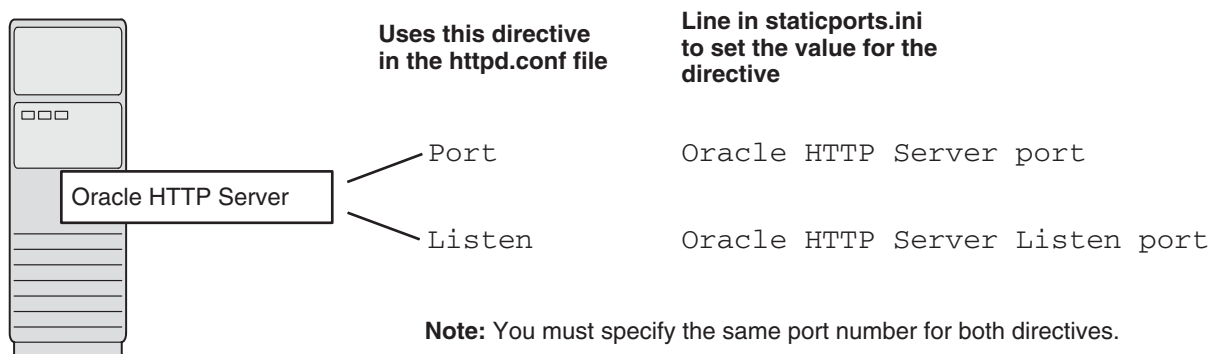 Uses this directive
in the httpd.conf file
Line in staticports.ini
to set the value for the
directive
Oracle HTTP Server
Port
Oracle HTTP Server port
Listen
Oracle HTTP Server Listen port
Note: You must specify the same port number for both directives.